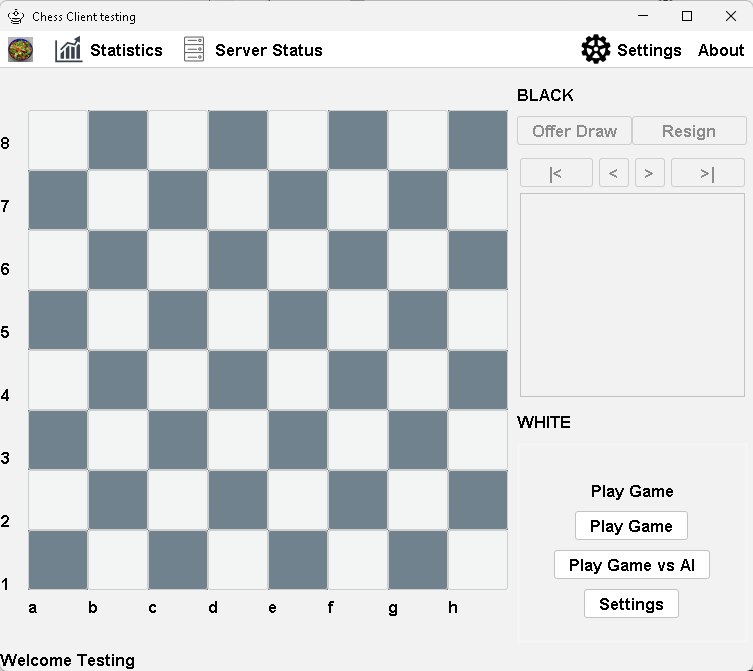 Chess Client testing
Statistics Server Status Settings About
BLACK
Offer Draw Resign
|< < > >|
8
7
6
5
4
3
2
1
a b c d e f g h
WHITE
Play Game
Play Game
Play Game vs AI
Settings
Welcome Testing